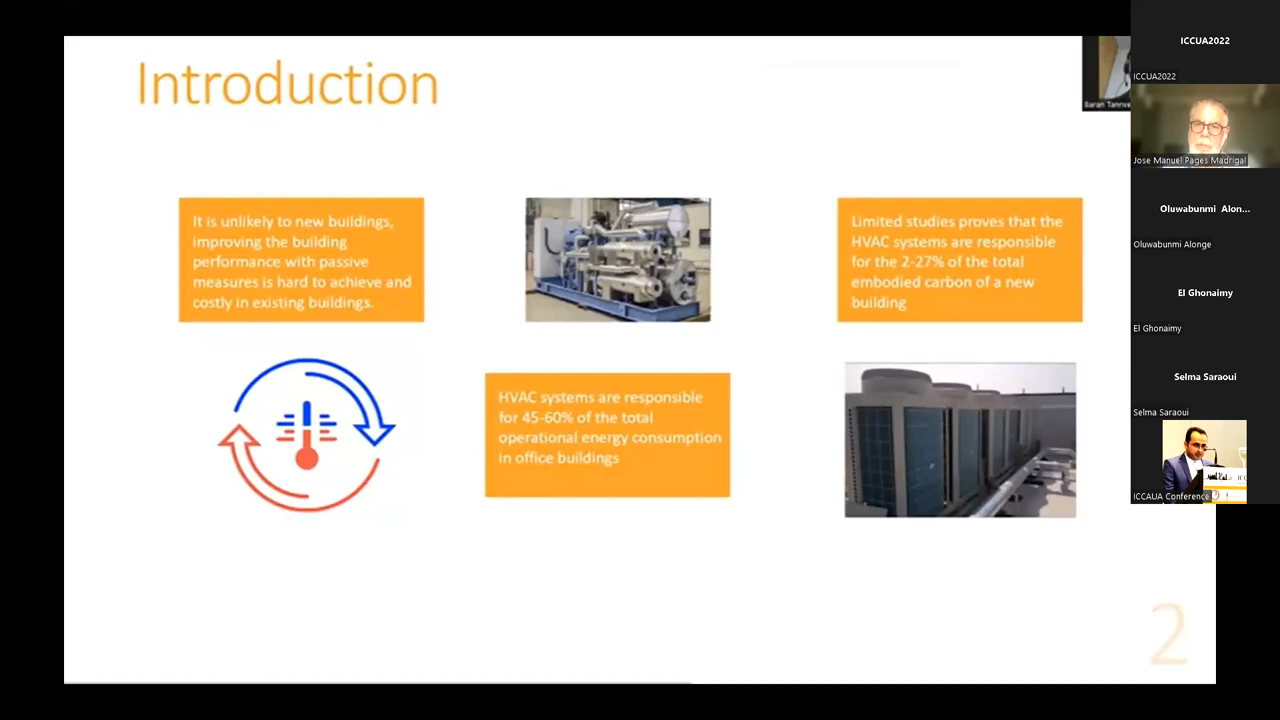 Introduction
It is unlikely to new buildings,
improving the building
performance with passive
measures is hard to achieve and
costly in existing buildings.
HVAC systems are responsible
for 45-60% of the total
operational energy consumption
in office buildings
Limited studies proves that the
HVAC systems are responsible
for the 2-27% of the total
embodied carbon of a new
building
2
ICCUA2022
ICCUA2022
Jose Manuel Pages Madrigal
Oluwabunmi Alon...
Oluwabunmi Alonge
El Ghonaimy
El Ghonaimy
Selma Saraoui
Selma Saraoui
ICCAUA Conference